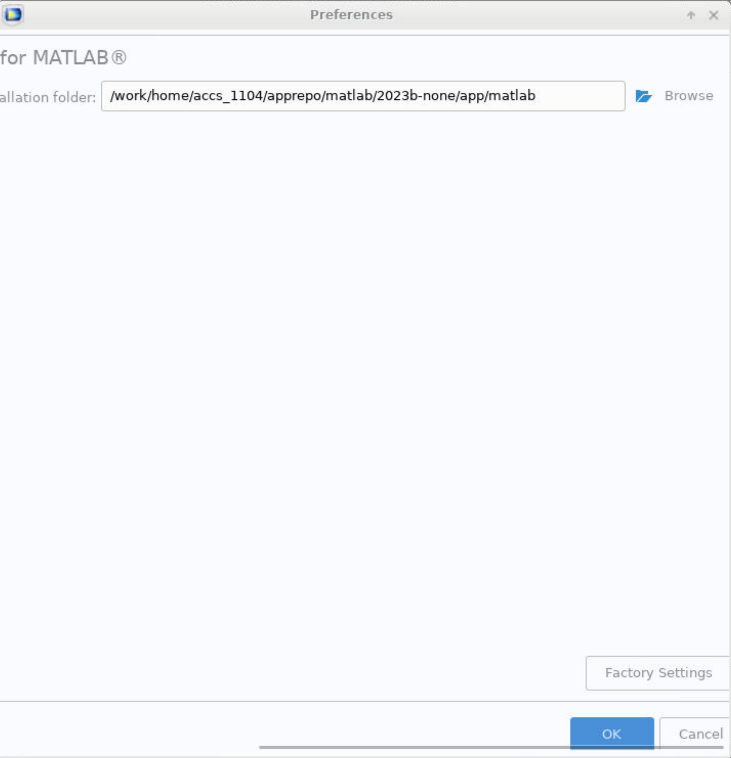 Preferences
for MATLAB®
allation folder: /work/home/accs_1104/apprepo/matlab/2023b-none/app/matlab Browse
Factory Settings
OK Cancel